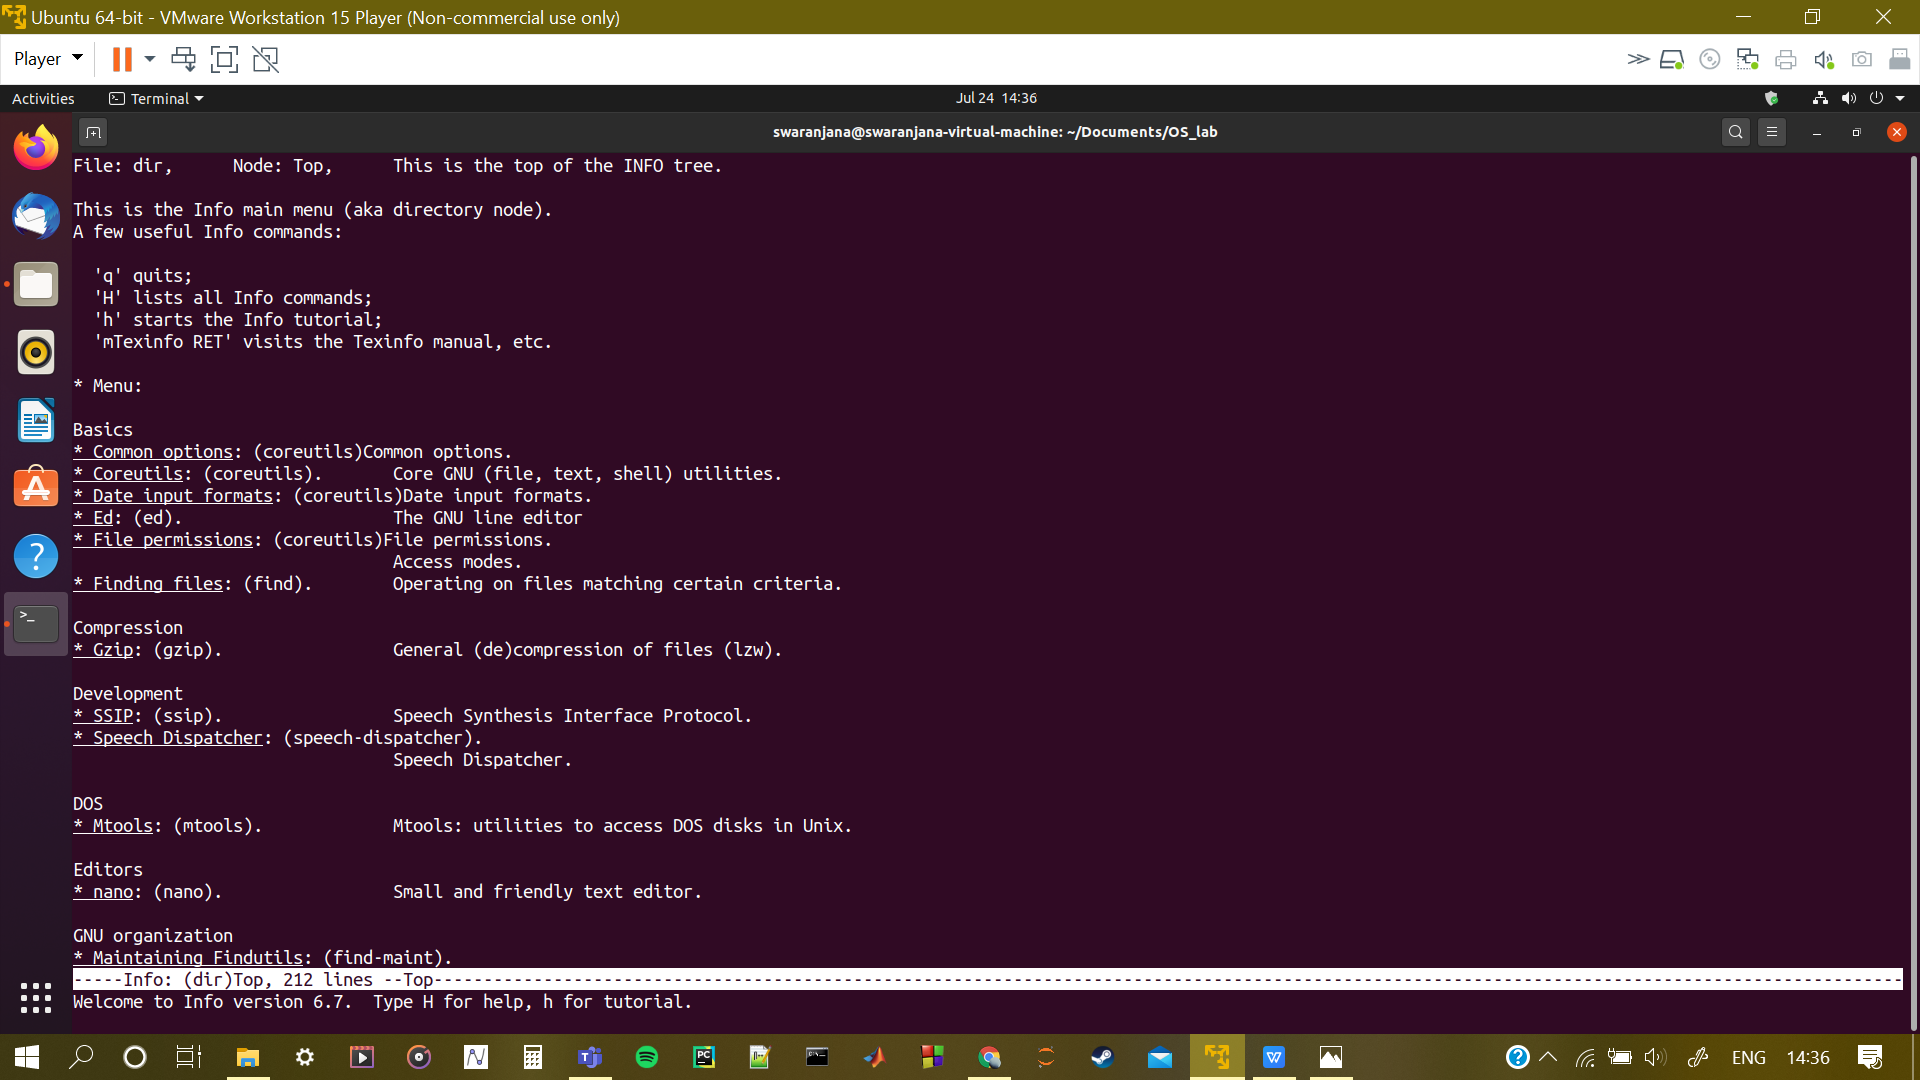 Ubuntu 64-bit - VMware Workstation 15 Player (Non-commercial use only)
Player
Activities
Terminal
Jul 24 14:36
swaranjana@swaranjana-virtual-machine: ~/Documents/OS_lab
File: dir,      Node: Top,      This is the top of the INFO tree.
This is the Info main menu (aka directory node).
A few useful Info commands:
  'q' quits;
  'H' lists all Info commands;
  'h' starts the Info tutorial;
  'mTexinfo RET' visits the Texinfo manual, etc.
* Menu:
Basics
* Common options: (coreutils)Common options.
* Coreutils: (coreutils).       Core GNU (file, text, shell) utilities.
* Date input formats: (coreutils)Date input formats.
* Ed: (ed).                     The GNU line editor
* File permissions: (coreutils)File permissions.
                                Access modes.
* Finding files: (find).        Operating on files matching certain criteria.
Compression
* Gzip: (gzip).                 General (de)compression of files (lzw).
Development
* SSIP: (ssip).                 Speech Synthesis Interface Protocol.
* Speech Dispatcher: (speech-dispatcher).
                                Speech Dispatcher.
DOS
* Mtools: (mtools).             Mtools: utilities to access DOS disks in Unix.
Editors
* nano: (nano).                 Small and friendly text editor.
GNU organization
* Maintaining Findutils: (find-maint).
-----Info: (dir)Top, 212 lines --Top-----
Welcome to Info version 6.7.  Type H for help, h for tutorial.
ENG
14:36